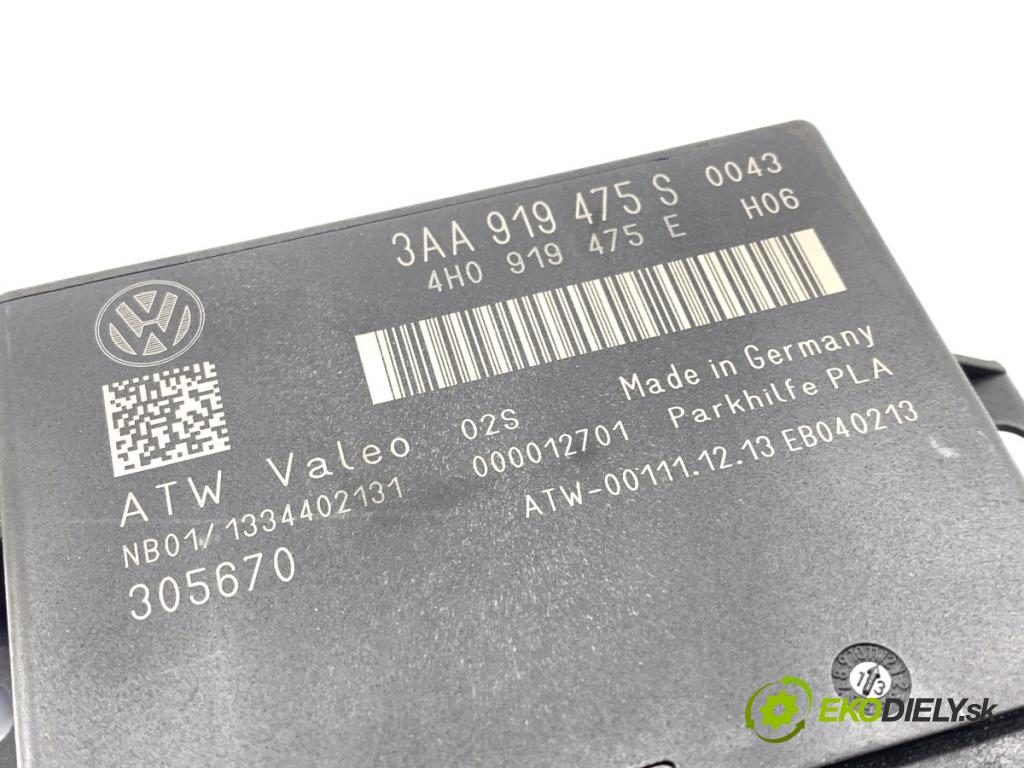 3AA 919 475 S 0043
4H0 919 475 E H06
Made in Germany
ATW Valeo 02S 000012701 Parkhilfe PLA
NB01/1334402131 ATW-00111.12.13 EB040213
305670
13
EKODIELY.sk